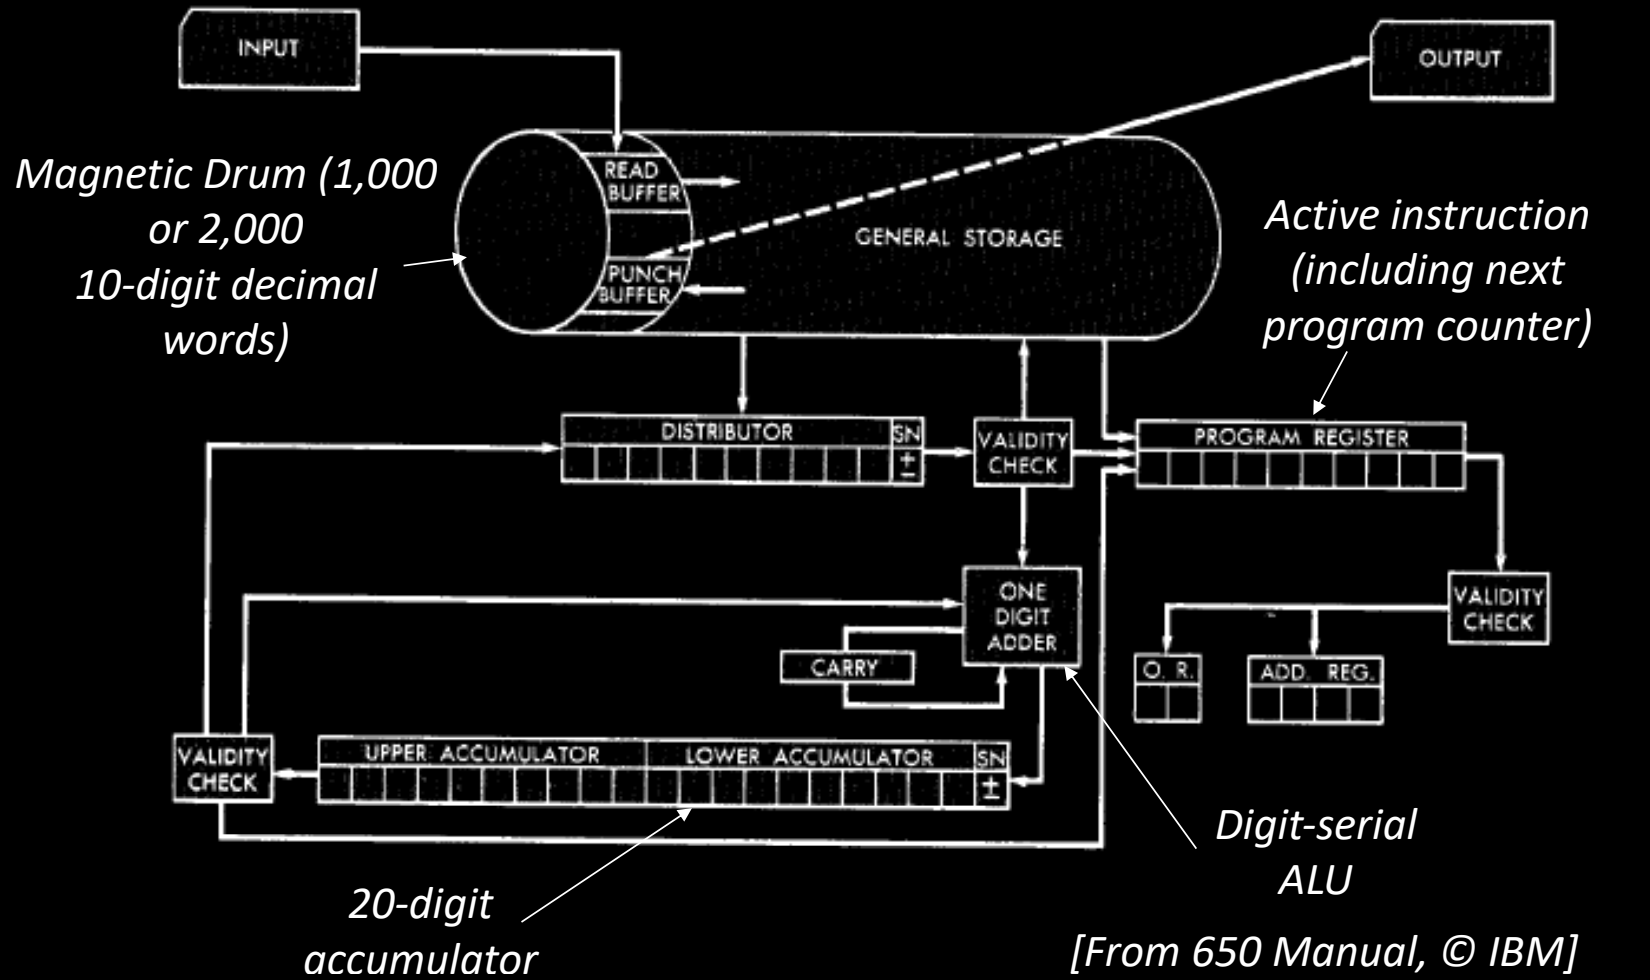 INPUT
OUTPUT
Magnetic Drum (1,000
or 2,000
10-digit decimal
words)
READ
BUFFER
PUNCH
BUFFER
GENERAL STORAGE
Active instruction
(including next
program counter)
DISTRIBUTOR
SN
±
VALIDITY
CHECK
PROGRAM REGISTER
ONE
DIGIT
ADDER
CARRY
VALIDITY
CHECK
O. R.
ADD. REG.
VALIDITY
CHECK
UPPER ACCUMULATOR
LOWER ACCUMULATOR
SN
±
Digit-serial
ALU
20-digit
accumulator
[From 650 Manual, © IBM]